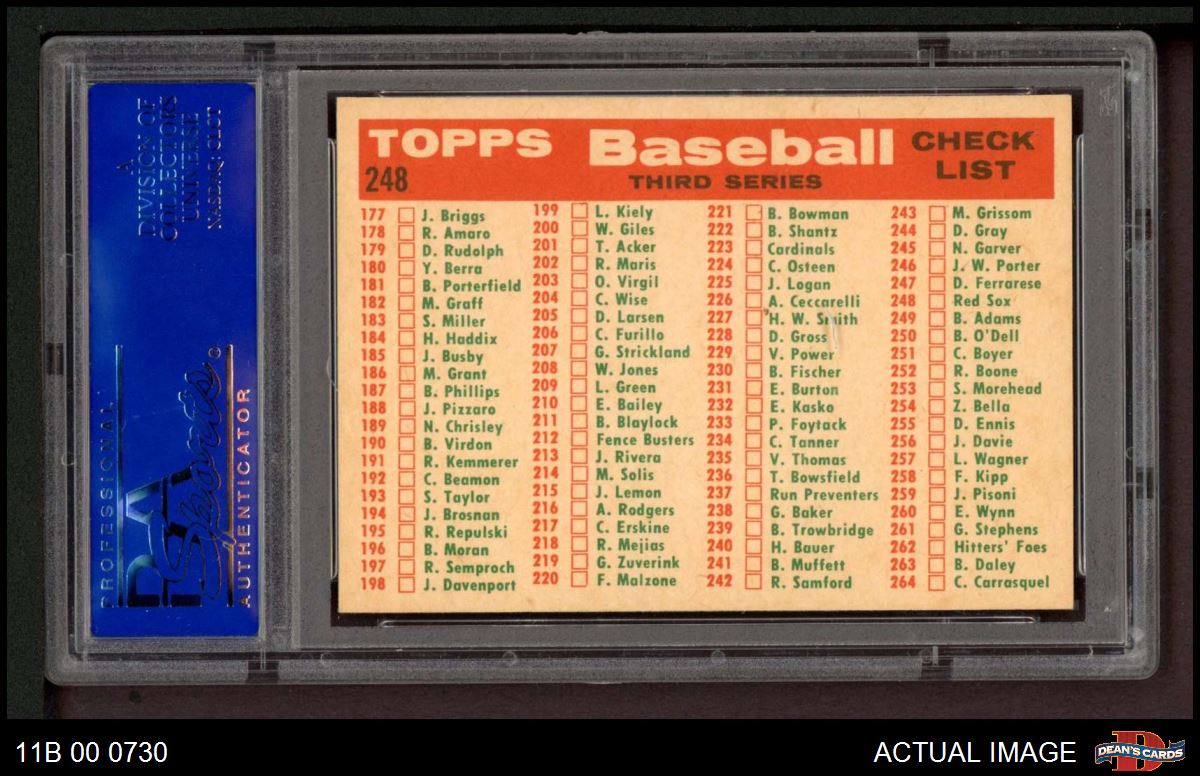 A
DIVISION OF
COLLECTORS
UNIVERSE
NASDAQ: CLCT
PROFESSIONAL
PSA
Sports
AUTHENTICATOR
TOPPS Baseball CHECK LIST
248 THIRD SERIES
177 J. Briggs
178 R. Amaro
179 D. Rudolph
180 Y. Berra
181 B. Porterfield
182 M. Graff
183 S. Miller
184 H. Haddix
185 J. Busby
186 M. Grant
187 B. Phillips
188 J. Pizzaro
189 N. Chrisley
190 B. Virdon
191 R. Kemmerer
192 C. Beamon
193 S. Taylor
194 J. Brosnan
195 R. Repulski
196 B. Moran
197 R. Semproch
198 J. Davenport
199 L. Kiely
200 W. Giles
201 T. Acker
202 R. Maris
203 O. Virgil
204 C. Wise
205 D. Larsen
206 C. Furillo
207 G. Strickland
208 W. Jones
209 L. Green
210 E. Bailey
211 B. Blaylock
212 Fence Busters
213 J. Rivera
214 M. Solis
215 J. Lemon
216 A. Rodgers
217 C. Erskine
218 R. Mejias
219 G. Zuverink
220 F. Malzone
221 B. Bowman
222 B. Shantz
223 Cardinals
224 C. Osteen
225 J. Logan
226 A. Ceccarelli
227 H. W. Smith
228 D. Gross
229 V. Power
230 B. Fischer
231 E. Burton
232 E. Kasko
233 P. Foytack
234 C. Tanner
235 V. Thomas
236 T. Bowsfield
237 Run Preventers
238 G. Baker
239 B. Trowbridge
240 H. Bauer
241 B. Muffett
242 R. Samford
243 M. Grissom
244 D. Gray
245 N. Garver
246 J. W. Porter
247 D. Ferrarese
248 Red Sox
249 B. Adams
250 B. O'Dell
251 C. Boyer
252 R. Boone
253 S. Morehead
254 Z. Bella
255 D. Ennis
256 J. Davie
257 L. Wagner
258 F. Kipp
259 J. Pisoni
260 E. Wynn
261 G. Stephens
262 Hitters' Foes
263 B. Daley
264 C. Carrasquel
11B 00 0730
ACTUAL IMAGE
DEAN'S CARDS